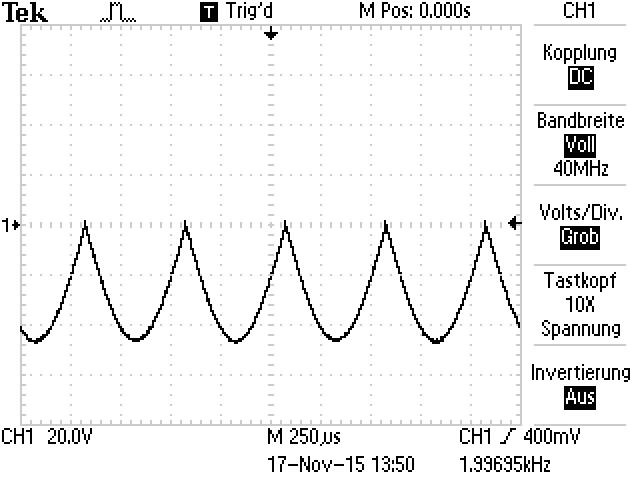 Tek T Trig'd M Pos: 0.000s CH1
Kopplung
DC
Bandbreite
Voll
40MHz
1
Volts/Div.
Grob
Tastkopf
10X
Spannung
Invertierung
Aus
CH1 20.0V M 250µs CH1 400mV
17-Nov-15 13:50 1.99695kHz